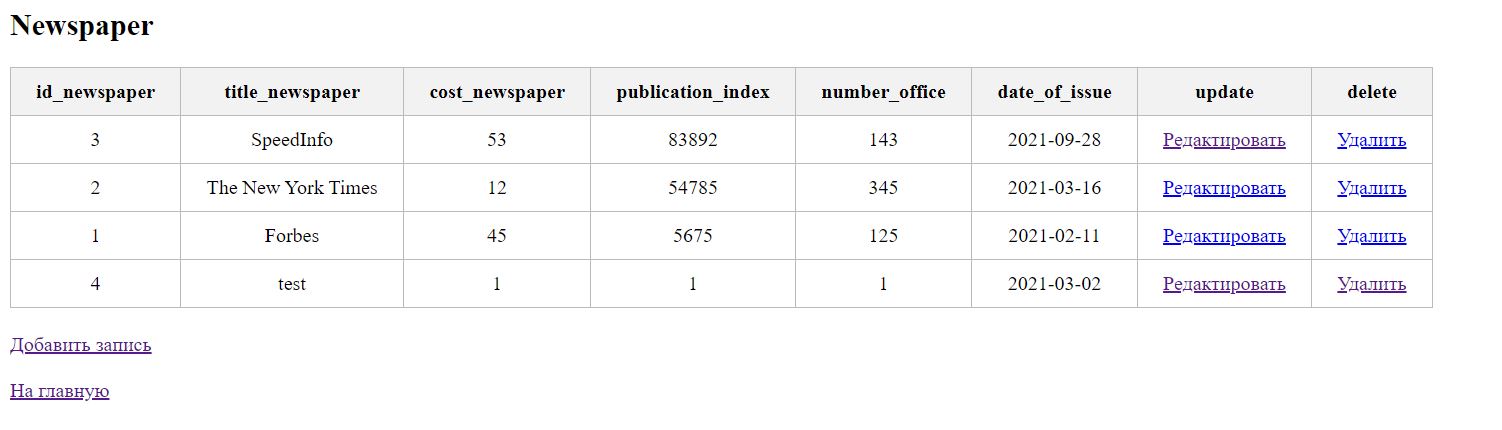 Newspaper
id_newspaper title_newspaper cost_newspaper publication_index number_office date_of_issue update delete
3 SpeedInfo 53 83892 143 2021-09-28 Редактировать Удалить
2 The New York Times 12 54785 345 2021-03-16 Редактировать Удалить
1 Forbes 45 5675 125 2021-02-11 Редактировать Удалить
4 test 1 1 1 2021-03-02 Редактировать Удалить
Добавить запись
На главную